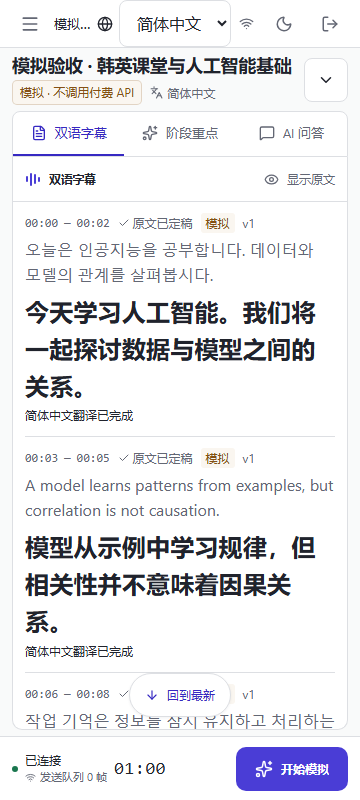 模拟... 简体中文
模拟验收 · 韩英课堂与人工智能基础
模拟 · 不调用付费 API 简体中文
双语字幕 阶段重点 AI 问答
双语字幕 显示原文
00:00 — 00:02 原文已定稿 模拟 v1
오늘은 인공지능을 공부합니다. 데이터와
모델의 관계를 살펴봅시다.
今天学习人工智能。我们将
一起探讨数据与模型之间的
关系。
简体中文翻译已完成
00:03 — 00:05 原文已定稿 模拟 v1
A model learns patterns from examples, but
correlation is not causation.
模型从示例中学习规律，但
相关性并不意味着因果关
系。
简体中文翻译已完成
00:06 — 00:08 v1
回到最新
작업 기억은 정보를 잠시 유지하고 처리하는
已连接
发送队列 0 帧
01:00
开始模拟